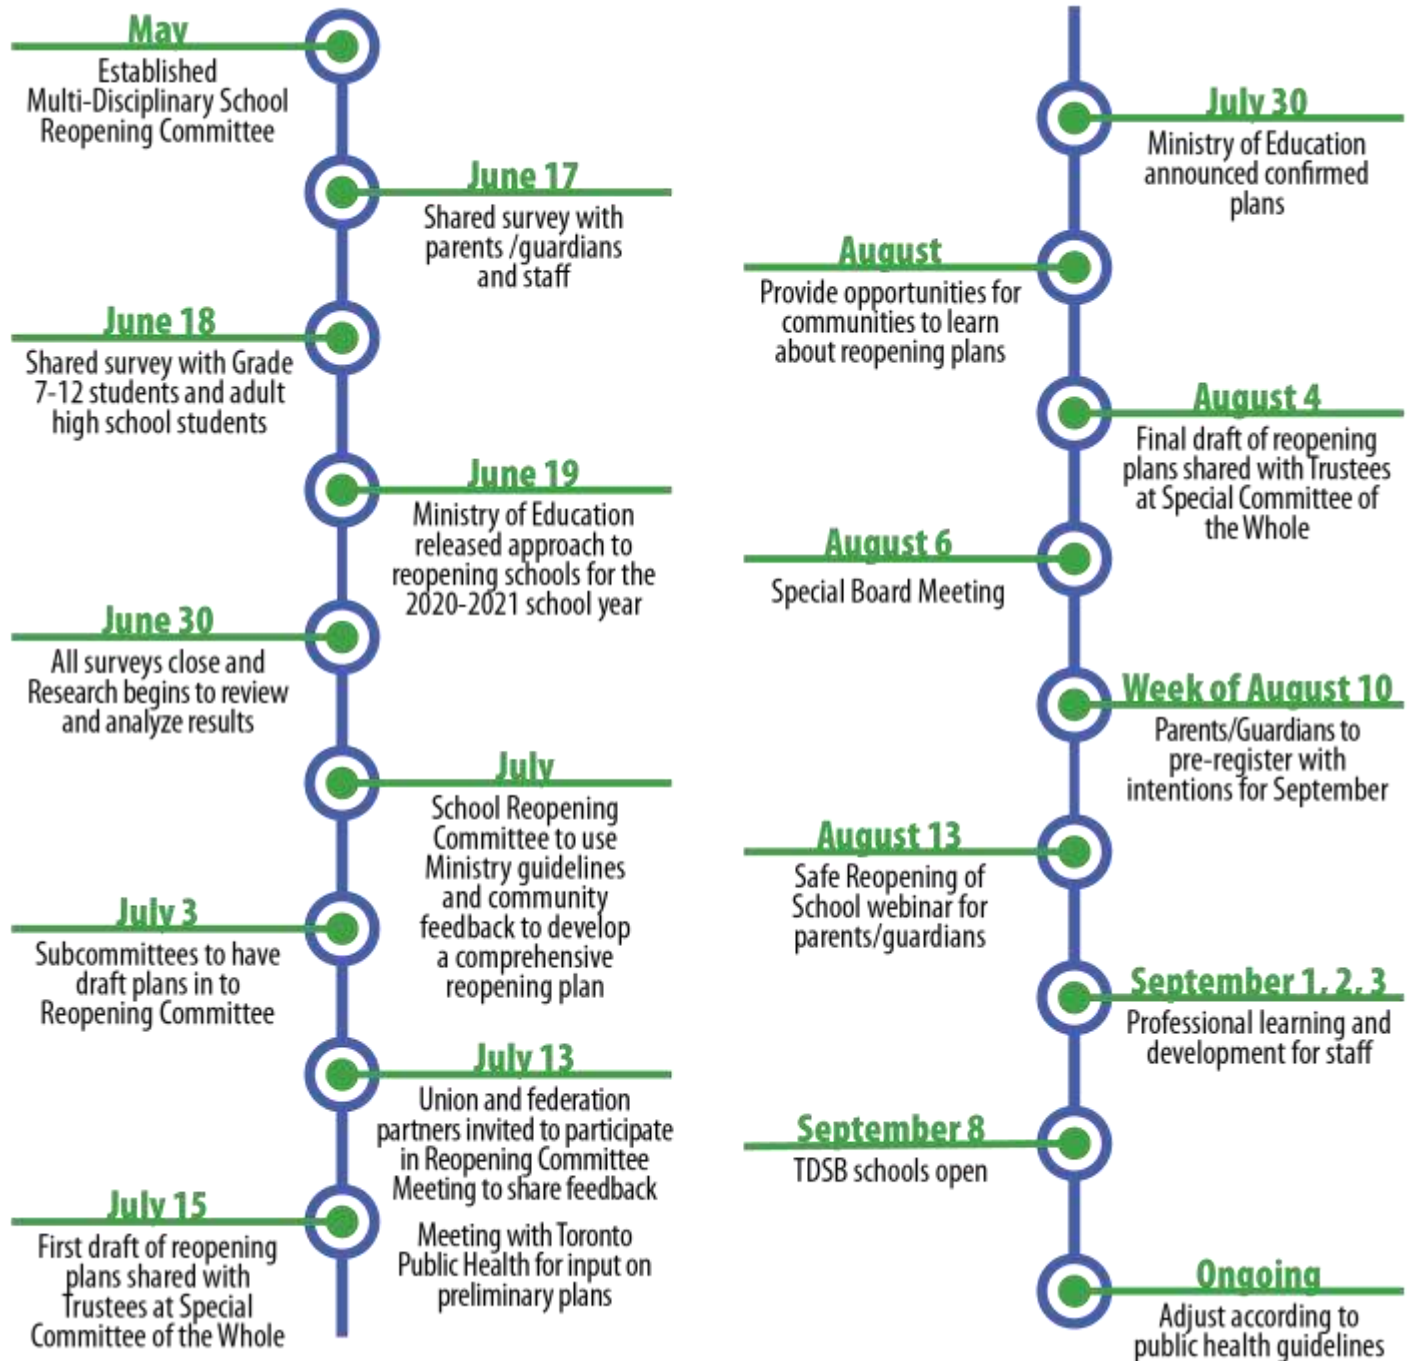 May
Established
Multi-Disciplinary School
Reopening Committee
June 17
Shared survey with
parents /guardians
and staff
June 18
Shared survey with Grade
7-12 students and adult
high school students
June 19
Ministry of Education
released approach to
reopening schools for the
2020-2021 school year
June 30
All surveys close and
Research begins to review
and analyze results
July
School Reopening
Committee to use
Ministry guidelines
and community
feedback to develop
a comprehensive
reopening plan
July 3
Subcommittees to have
draft plans in to
Reopening Committee
July 13
Union and federation
partners invited to participate
in Reopening Committee
Meeting to share feedback
Meeting with Toronto
Public Health for input on
preliminary plans
July 15
First draft of reopening
plans shared with
Trustees at Special
Committee of the Whole
July 30
Ministry of Education
announced confirmed
plans
August
Provide opportunities for
communities to learn
about reopening plans
August 4
Final draft of reopening
plans shared with Trustees
at Special Committee of
the Whole
August 6
Special Board Meeting
Week of August 10
Parents/Guardians to
pre-register with
intentions for September
August 13
Safe Reopening of
School webinar for
parents/guardians
September 1, 2, 3
Professional learning and
development for staff
September 8
TDSB schools open
Ongoing
Adjust according to
public health guidelines